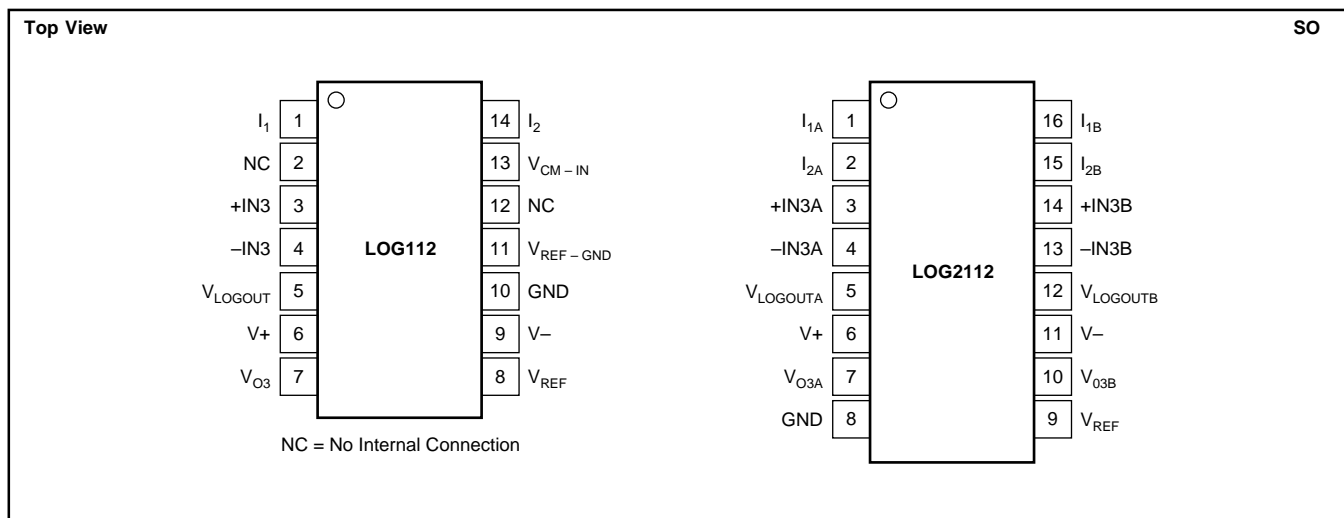 Top View SO
I1 1 14 I2 I1A 1 16 I1B
NC 2 13 VCM – IN I2A 2 15 I2B
+IN3 3 12 NC +IN3A 3 14 +IN3B
–IN3 4 LOG112 11 VREF – GND –IN3A 4 LOG2112 13 –IN3B
VLOGOUT 5 10 GND VLOGOUTA 5 12 VLOGOUTB
V+ 6 9 V– V+ 6 11 V–
VO3 7 8 VREF VO3A 7 10 V03B
GND 8 9 VREF
NC = No Internal Connection